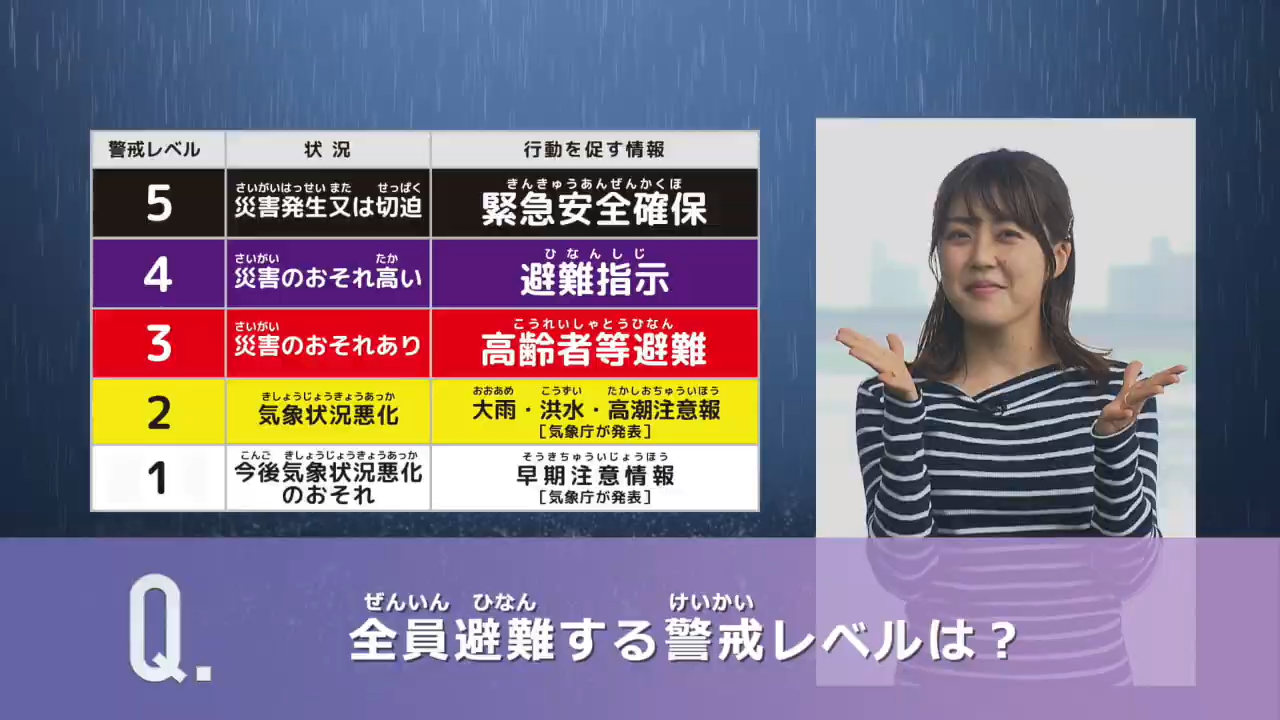 警戒レベル 状況 行動を促す情報
さいがいはっせい また せっぱく きんきゅうあんぜんかくほ
5 災害発生又は切迫 緊急安全確保
さいがい たか ひなんしじ
4 災害のおそれ高い 避難指示
さいがい こうれいしゃとうひなん
3 災害のおそれあり 高齢者等避難
きしょうじょうきょうあっか おおあめ こうずい たかしおちゅういほう
2 気象状況悪化 大雨・洪水・高潮注意報
[気象庁が発表]
こんご きしょうじょうきょうあっか そうきちゅういじょうほう
1 今後気象状況悪化 早期注意情報
のおそれ [気象庁が発表]
ぜんいん ひなん けいかい
Q. 全員避難する警戒レベルは？